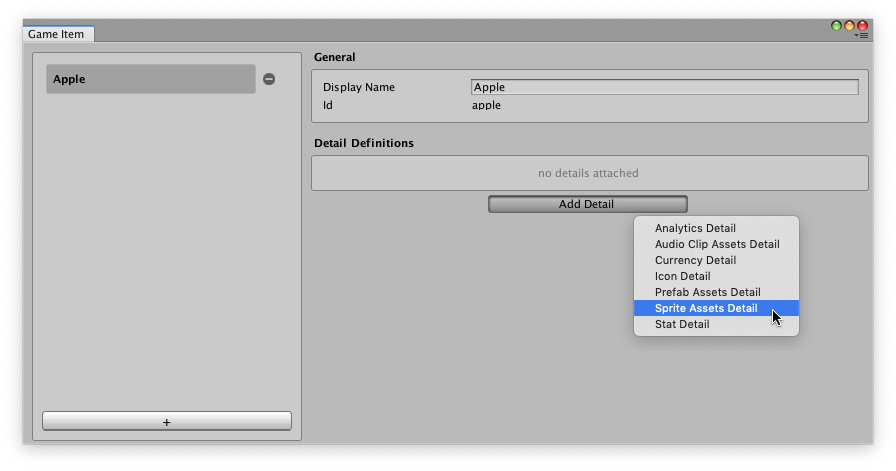 Game Item
Apple
+
General
Display Name Apple
Id apple
Detail Definitions
no details attached
Add Detail
Analytics Detail
Audio Clip Assets Detail
Currency Detail
Icon Detail
Prefab Assets Detail
Sprite Assets Detail
Stat Detail